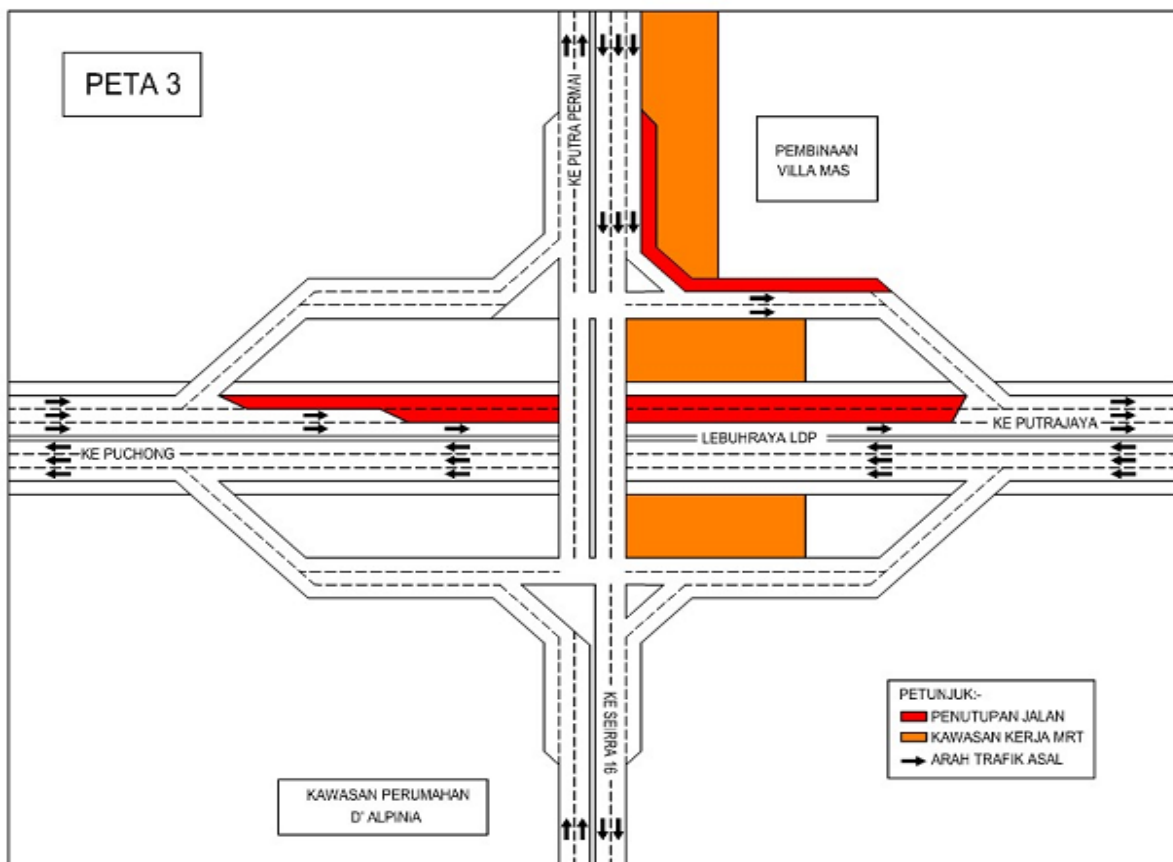 PETA 3
KE PUTRA PERMAI
PEMBINAAN
VILLA MAS
KE PUTRAJAYA
LEBUHRAYA LDP
KE PUCHONG
KE SEIRRA 16
PETUNJUK:-
PENUTUPAN JALAN
KAWASAN KERJA MRT
ARAH TRAFIK ASAL
KAWASAN PERUMAHAN
D' ALPINiA